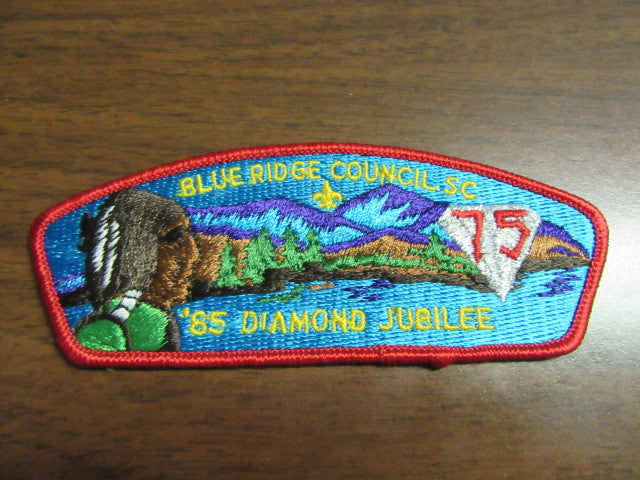 BLUE RIDGE COUNCIL SC
75
'85 DIAMOND JUBILEE